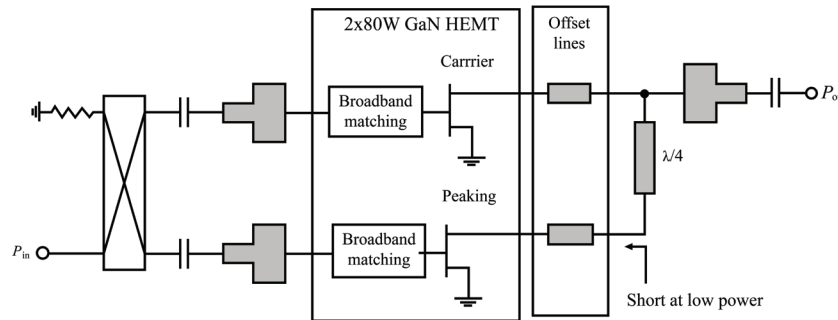 2x80W GaN HEMT
Offset
lines
Carrrier
Broadband
matching
Po
λ/4
Peaking
Broadband
matching
Pin
Short at low power